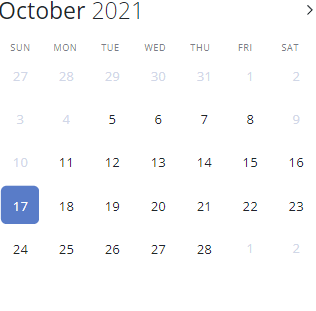 October 2021
SUN MON TUE WED THU FRI SAT
27 28 29 30 31 1 2
3 4 5 6 7 8 9
10 11 12 13 14 15 16
17 18 19 20 21 22 23
24 25 26 27 28 1 2